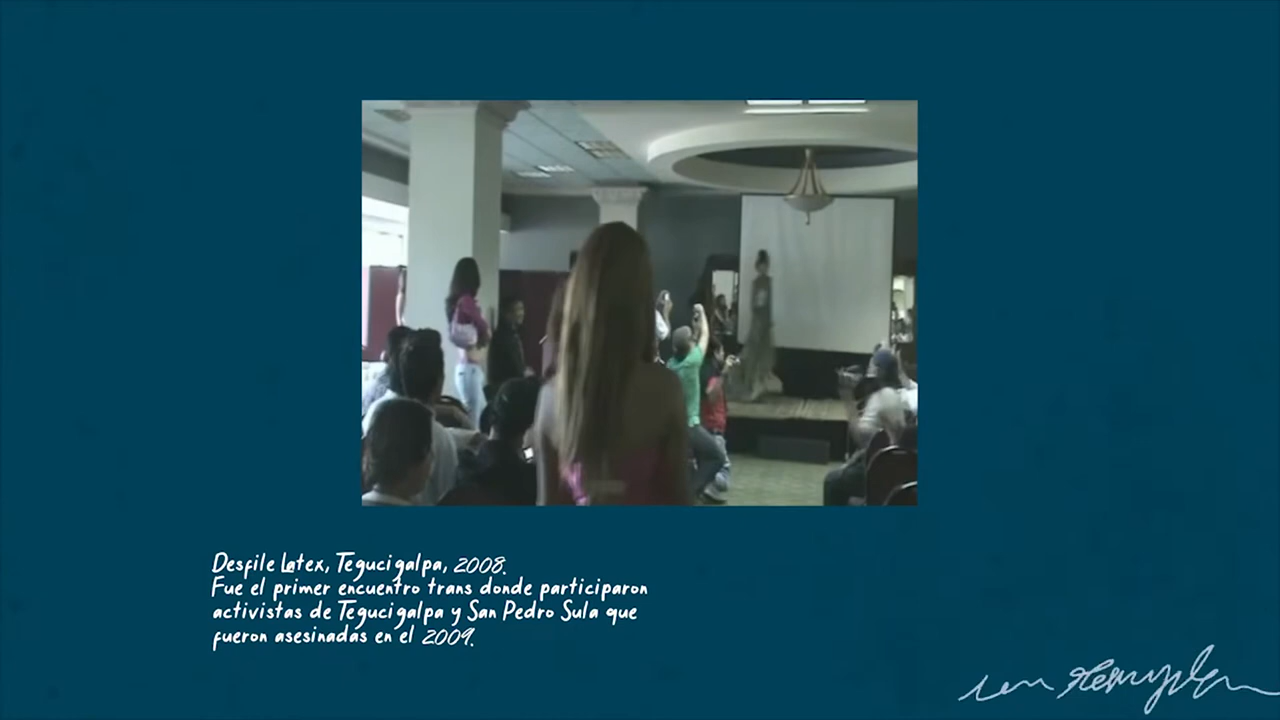 Desfile Latex, Tegucigalpa, 2008.
Fue el primer encuentro trans donde participaron
activistas de Tegucigalpa y San Pedro Sula que
fueron asesinadas en el 2009.